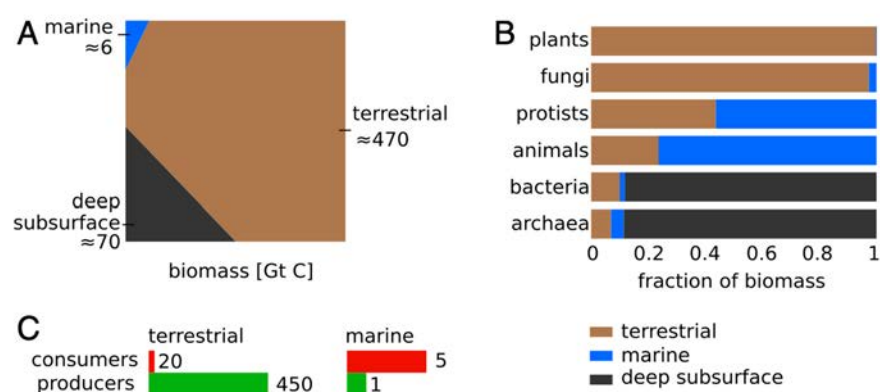 A
marine
≈6
terrestrial
≈470
deep
subsurface
≈70
biomass [Gt C]
B
plants
fungi
protists
animals
bacteria
archaea
0 0.2 0.4 0.6 0.8 1
fraction of biomass
terrestrial
marine
deep subsurface
C
terrestrial marine
consumers 20 5
producers 450 1